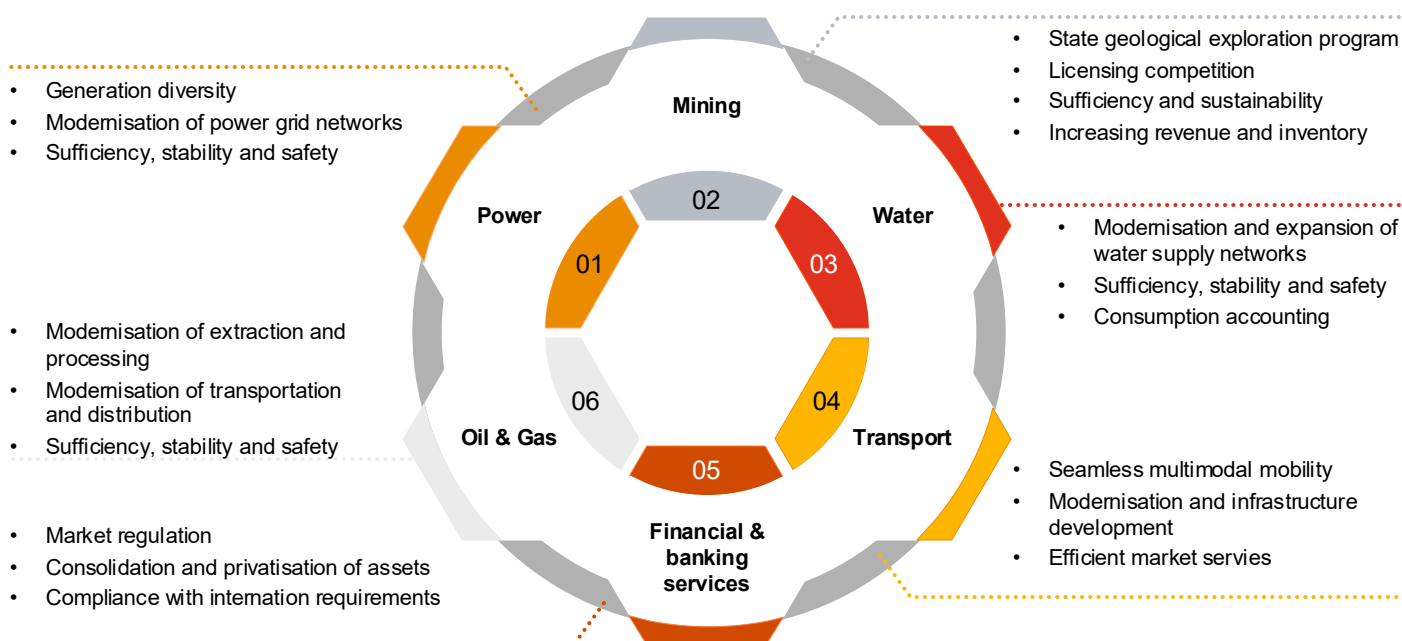 • Generation diversity
• Modernisation of power grid networks
• Sufficiency, stability and safety
• Modernisation of extraction and
processing
• Modernisation of transportation
and distribution
• Sufficiency, stability and safety
• Market regulation
• Consolidation and privatisation of assets
• Compliance with internation requirements
Mining
02
Power
Water
01
03
06
04
Oil & Gas
Transport
05
Financial &
banking
services
• State geological exploration program
• Licensing competition
• Sufficiency and sustainability
• Increasing revenue and inventory
• Modernisation and expansion of
water supply networks
• Sufficiency, stability and safety
• Consumption accounting
• Seamless multimodal mobility
• Modernisation and infrastructure
development
• Efficient market servies